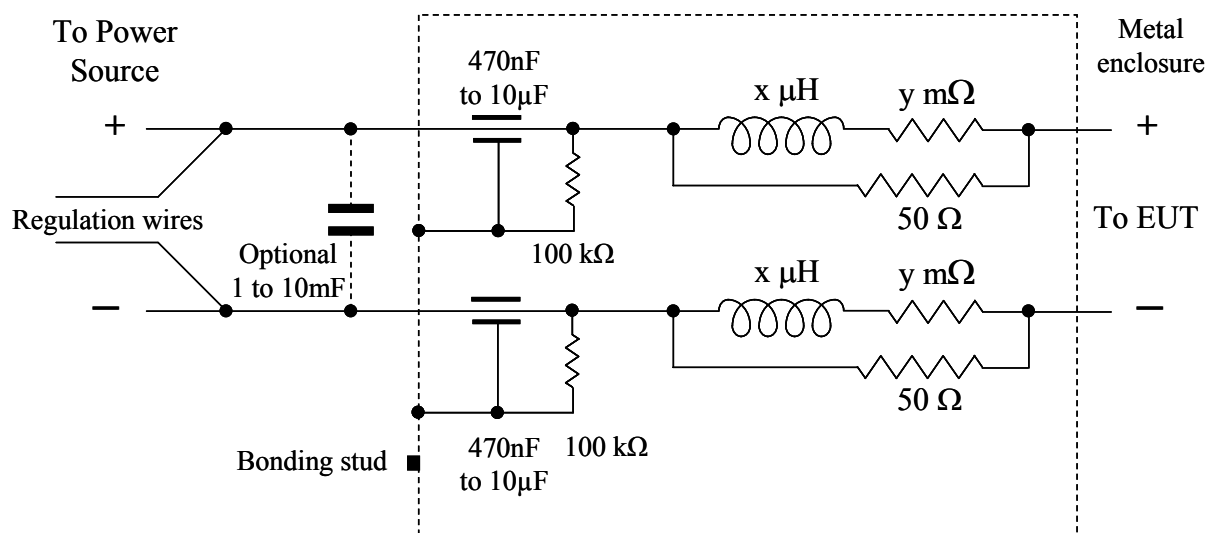 To Power
Source
Metal
enclosure
470nF
to 10µF
x µH
y mΩ
+
+
Regulation wires
50 Ω
To EUT
Optional
1 to 10mF
100 kΩ
x µH
y mΩ
−
−
50 Ω
Bonding stud
470nF
to 10µF
100 kΩ